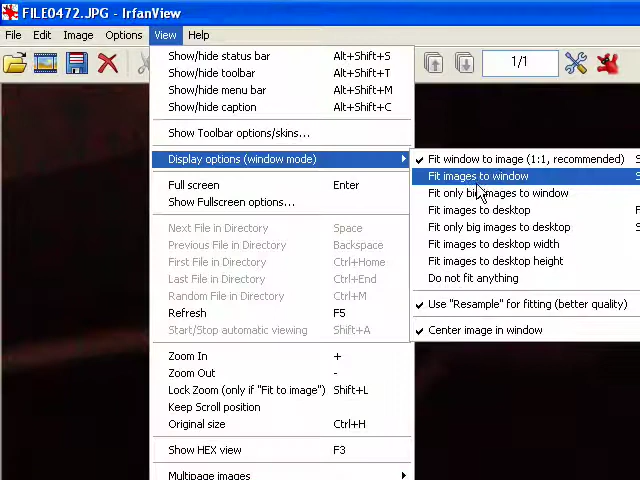 FILE0472.JPG - IrfanView
File Edit Image Options View Help
1/1
Show/hide status bar Alt+Shift+S
Show/hide toolbar Alt+Shift+T
Show/hide menu bar Alt+Shift+M
Show/hide caption Alt+Shift+C
Show Toolbar options/skins...
Display options (window mode)
Fit window to image (1:1, recommended) S
Fit images to window S
Fit only big images to window
Fit images to desktop F
Fit only big images to desktop S
Fit images to desktop width
Fit images to desktop height
Do not fit anything
Use "Resample" for fitting (better quality)
Center image in window
Full screen Enter
Show Fullscreen options...
Next File in Directory Space
Previous File in Directory Backspace
First File in Directory Ctrl+Home
Last File in Directory Ctrl+End
Random File in Directory Ctrl+M
Refresh F5
Start/Stop automatic viewing Shift+A
Zoom In +
Zoom Out -
Lock Zoom (only if "Fit to image") Shift+L
Keep Scroll position
Original size Ctrl+H
Show HEX view F3
Multipage images